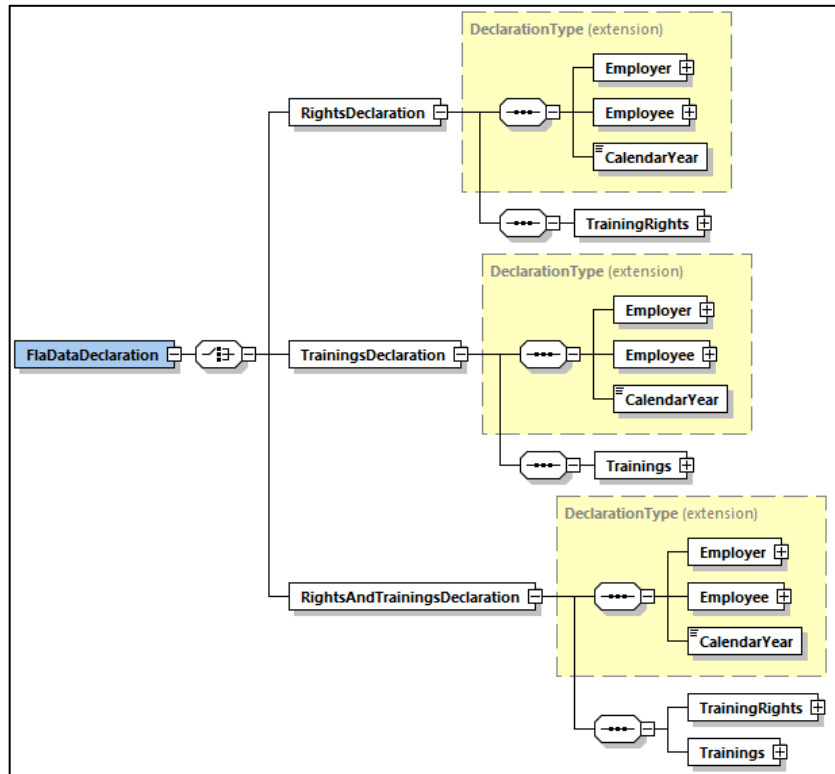 DeclarationType (extension)
Employer
RightsDeclaration
Employee
CalendarYear
TrainingRights
DeclarationType (extension)
Employer
FlaDataDeclaration
TrainingsDeclaration
Employee
CalendarYear
Trainings
DeclarationType (extension)
Employer
RightsAndTrainingsDeclaration
Employee
CalendarYear
TrainingRights
Trainings